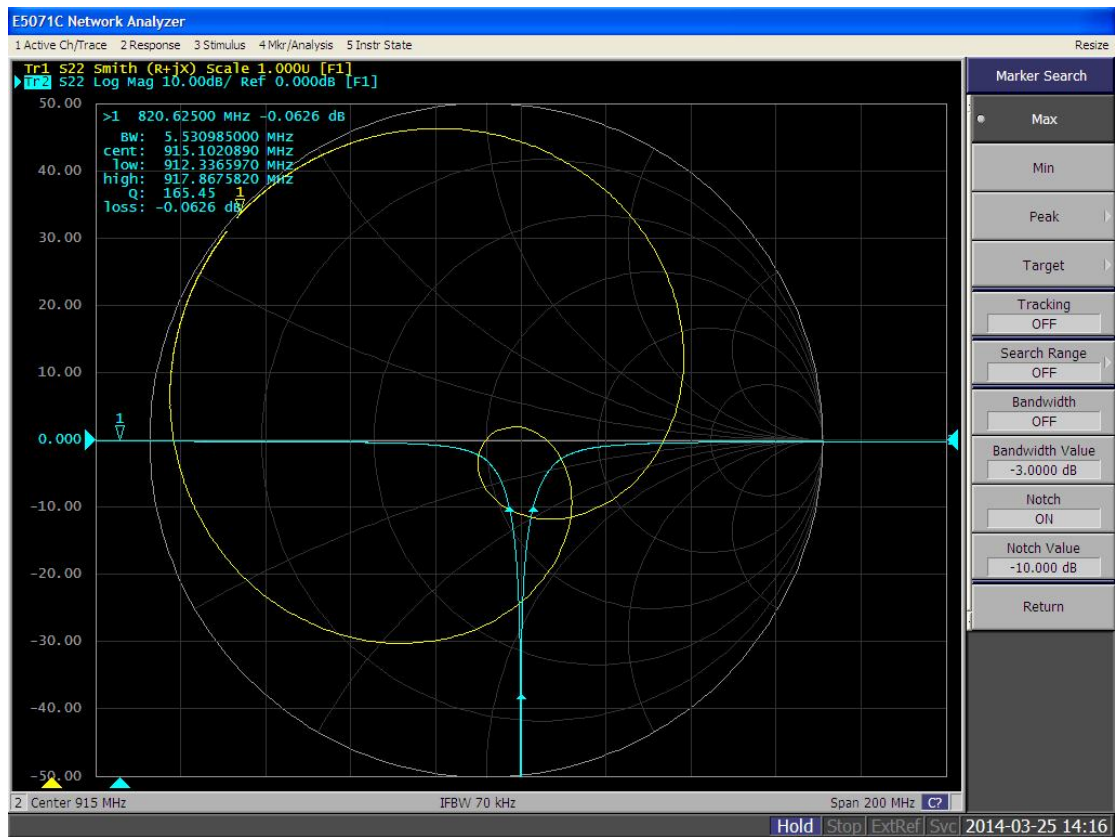 E5071C Network Analyzer
1 Active Ch/Trace 2 Response 3 Stimulus 4 Mkr/Analysis 5 Instr State Resize
Tr1 S22 Smith (R+jX) Scale 1.000U [F1]
Tr2 S22 Log Mag 10.00dB/ Ref 0.000dB [F1]
50.00
>1 820.62500 MHz -0.0626 dB
BW: 5.530985000 MHz
cent: 915.1020890 MHz
low: 912.3365970 MHz
high: 917.8675820 MHz
Q: 165.45
loss: -0.0626 dB
1
40.00
30.00
20.00
10.00
1
0.000
-10.00
-20.00
-30.00
-40.00
-50.00
Marker Search
Max
Min
Peak
Target
Tracking
OFF
Search Range
OFF
Bandwidth
OFF
Bandwidth Value
-3.0000 dB
Notch
ON
Notch Value
-10.000 dB
Return
2 Center 915 MHz IFBW 70 kHz Span 200 MHz C?
Hold Stop ExtRef Svc 2014-03-25 14:16